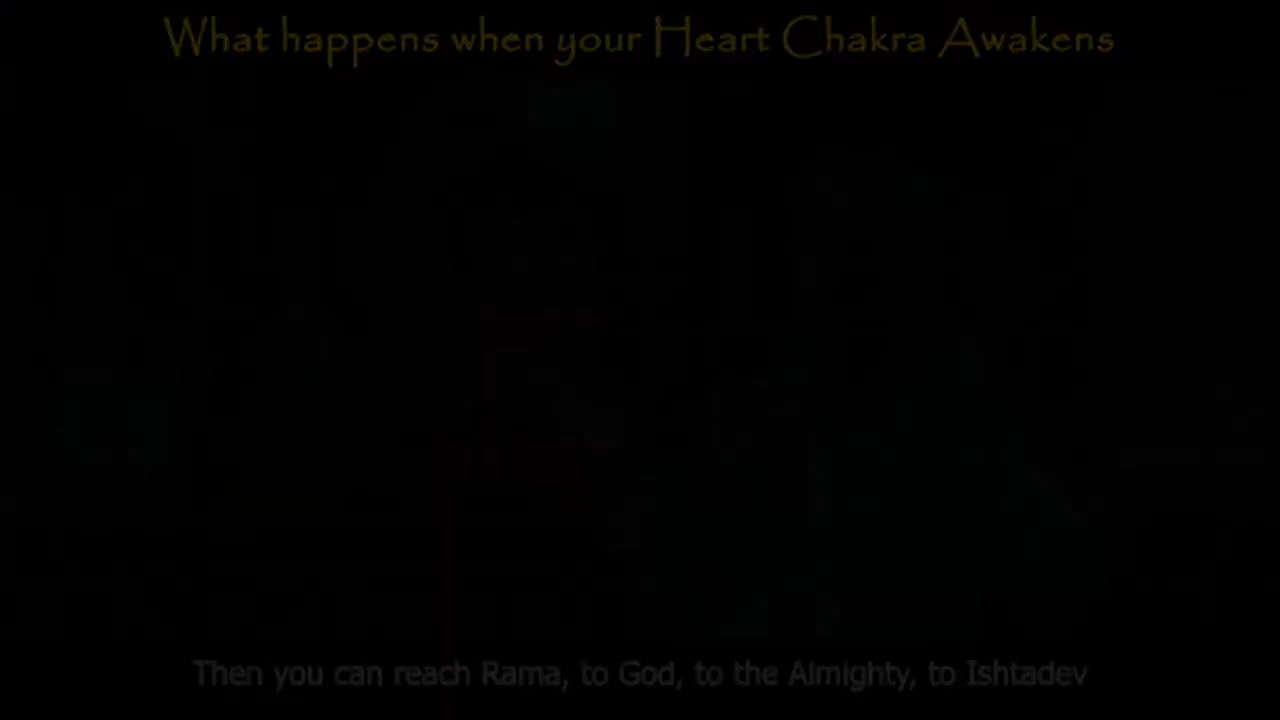 What happens when your Heart Chakra Awakens
Then you can reach Rama, to God, to the Almighty, to Ishtadev